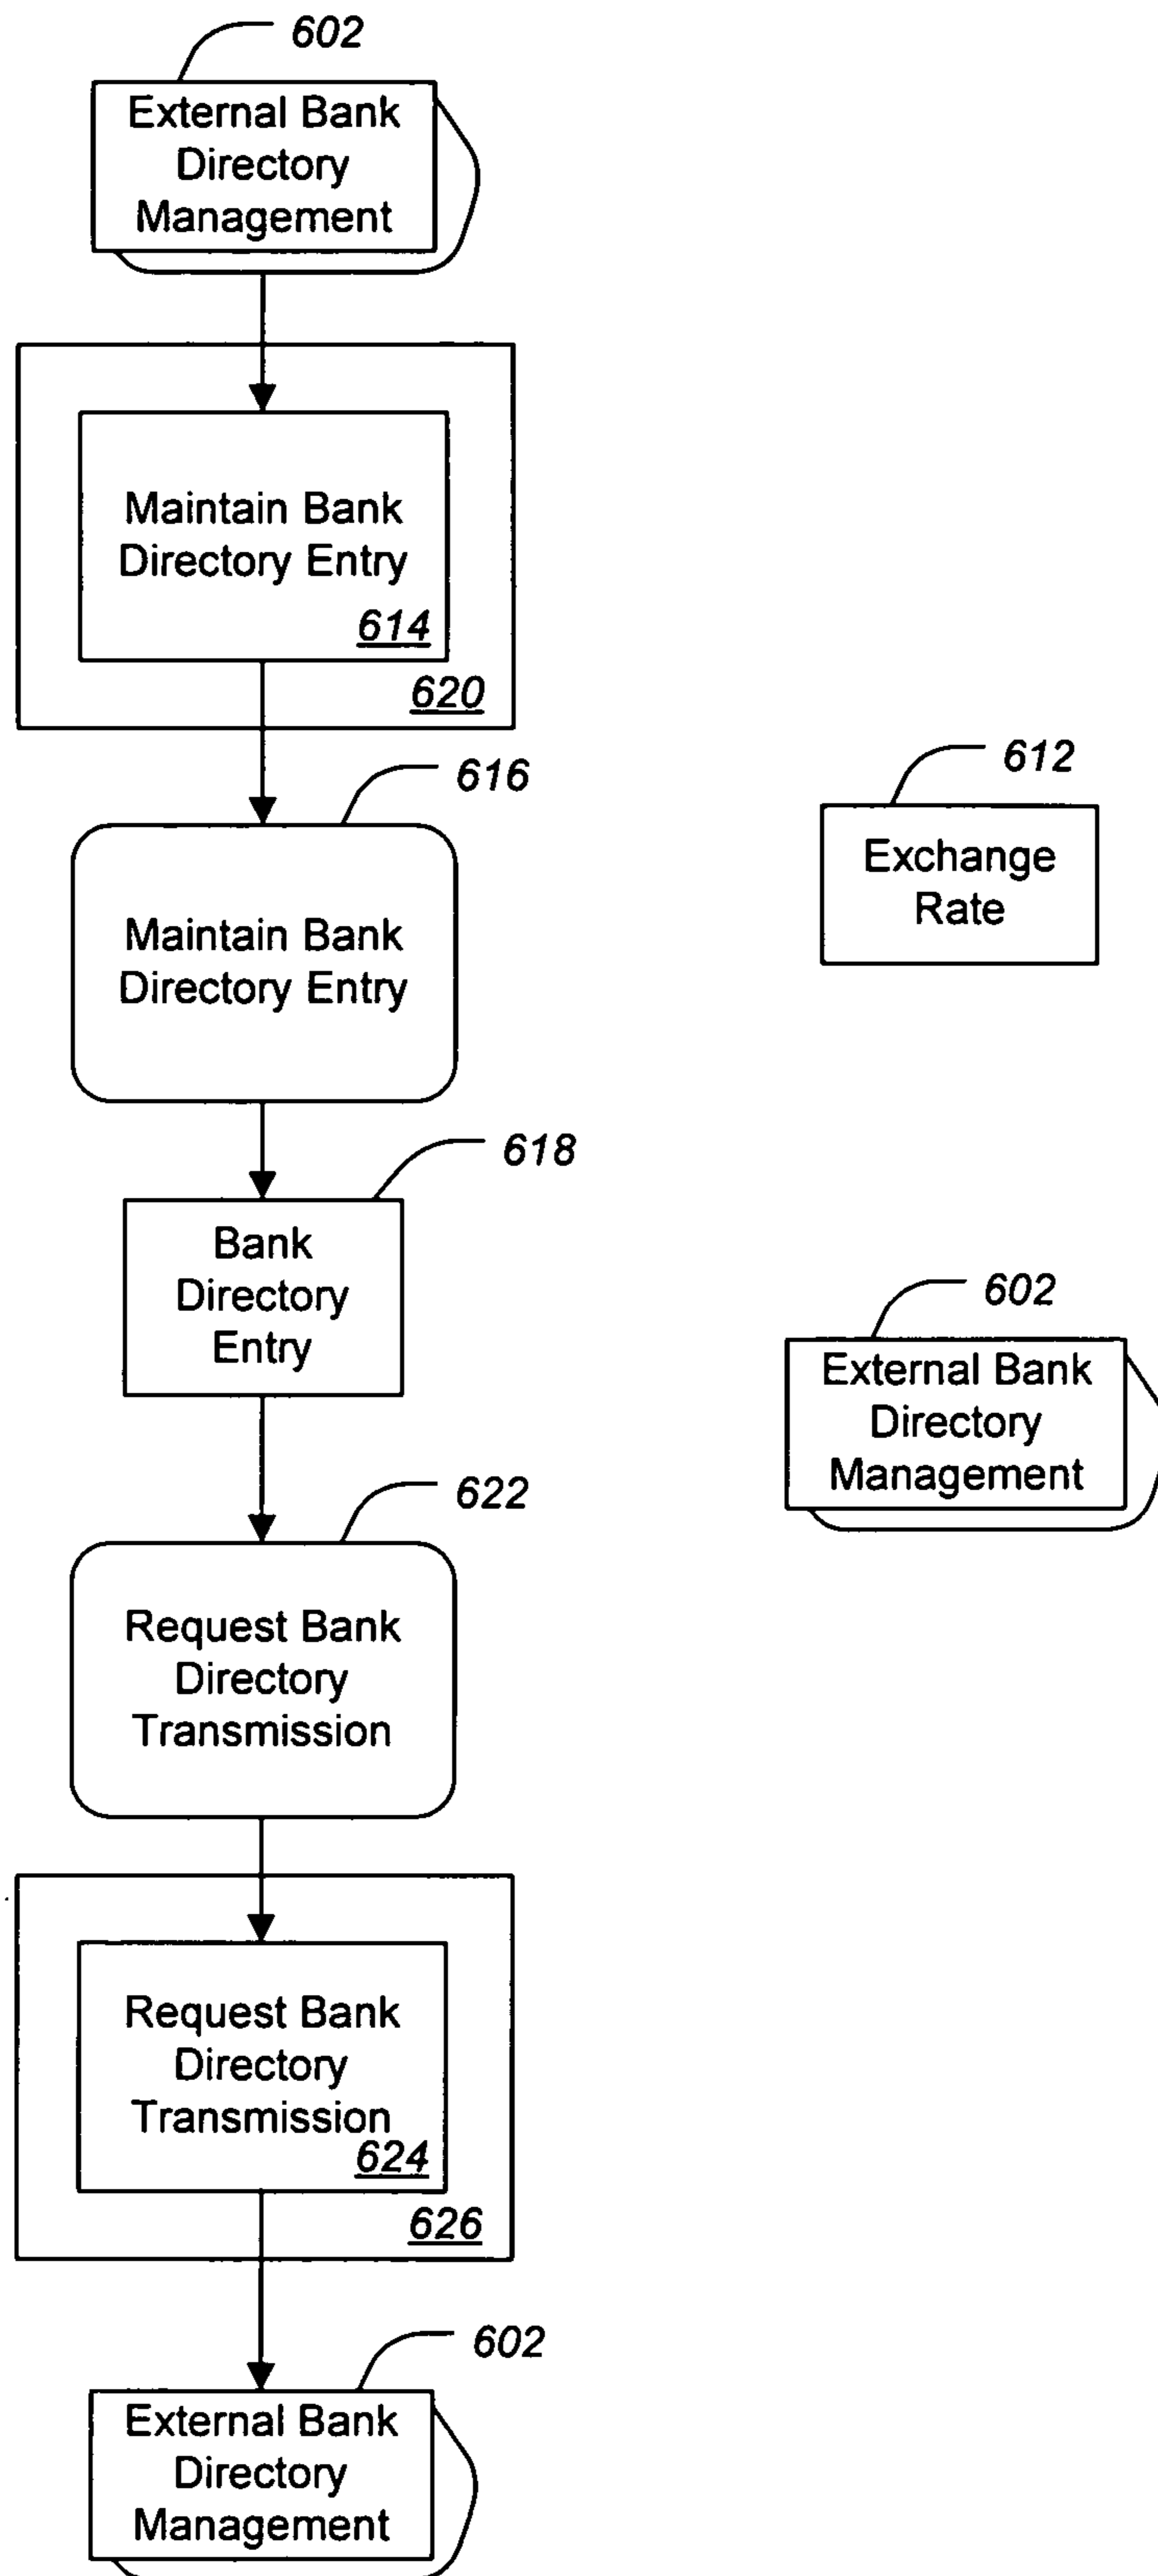 602
External Bank
Directory
Management
Maintain Bank
Directory Entry
614
620
616
Maintain Bank
Directory Entry
612
Exchange
Rate
618
Bank
Directory
Entry
602
External Bank
Directory
Management
622
Request Bank
Directory
Transmission
Request Bank
Directory
Transmission
624
626
602
External Bank
Directory
Management